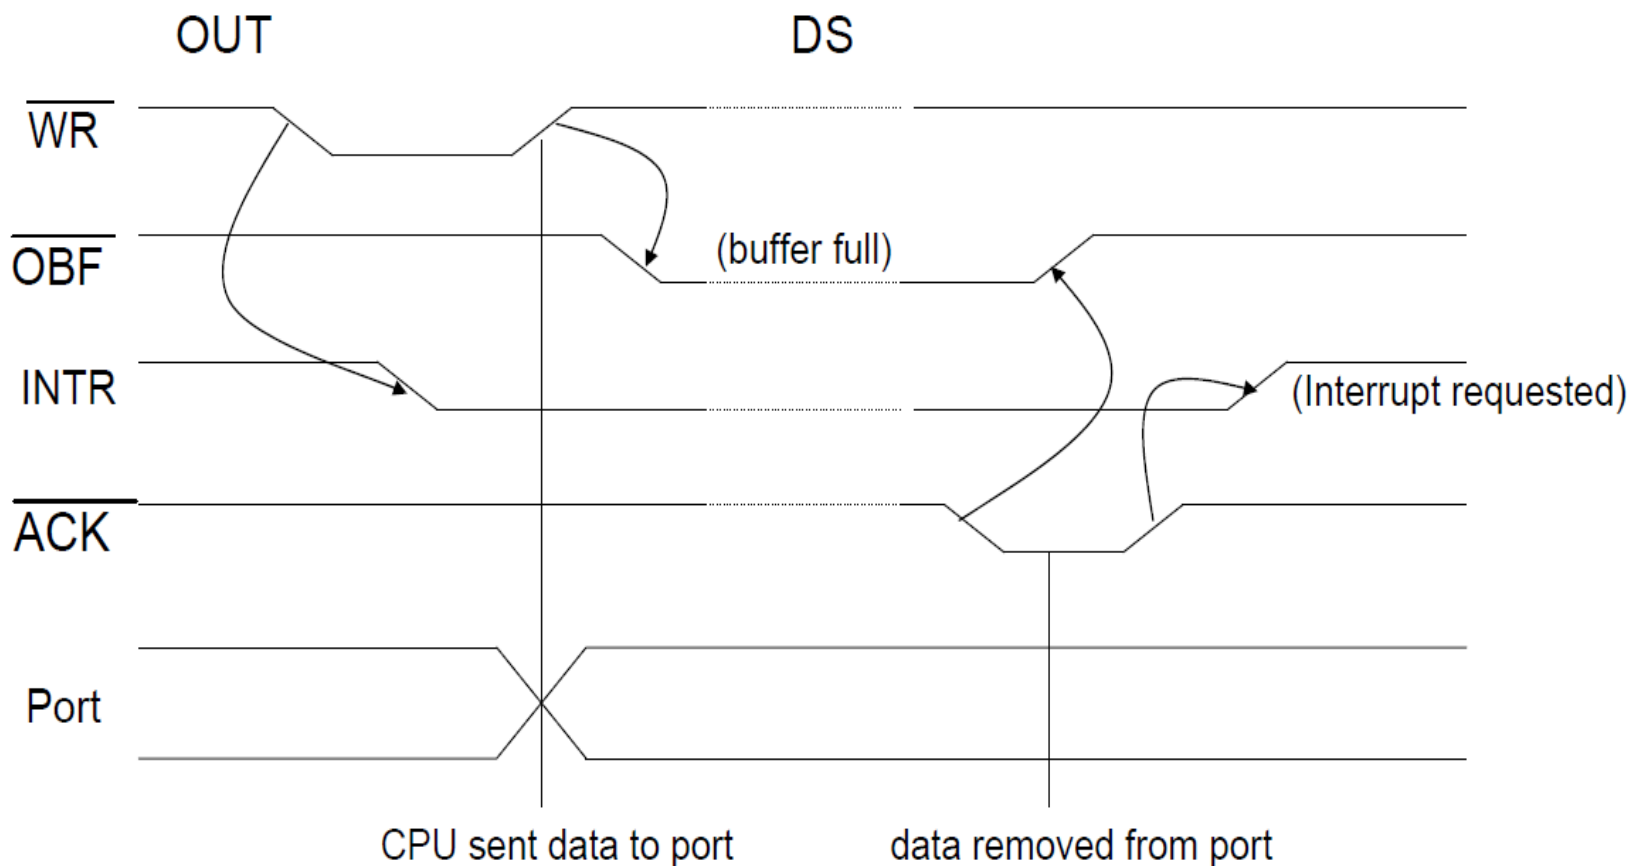 OUT DS
WR
OBF (buffer full)
INTR (Interrupt requested)
ACK
Port
CPU sent data to port data removed from port